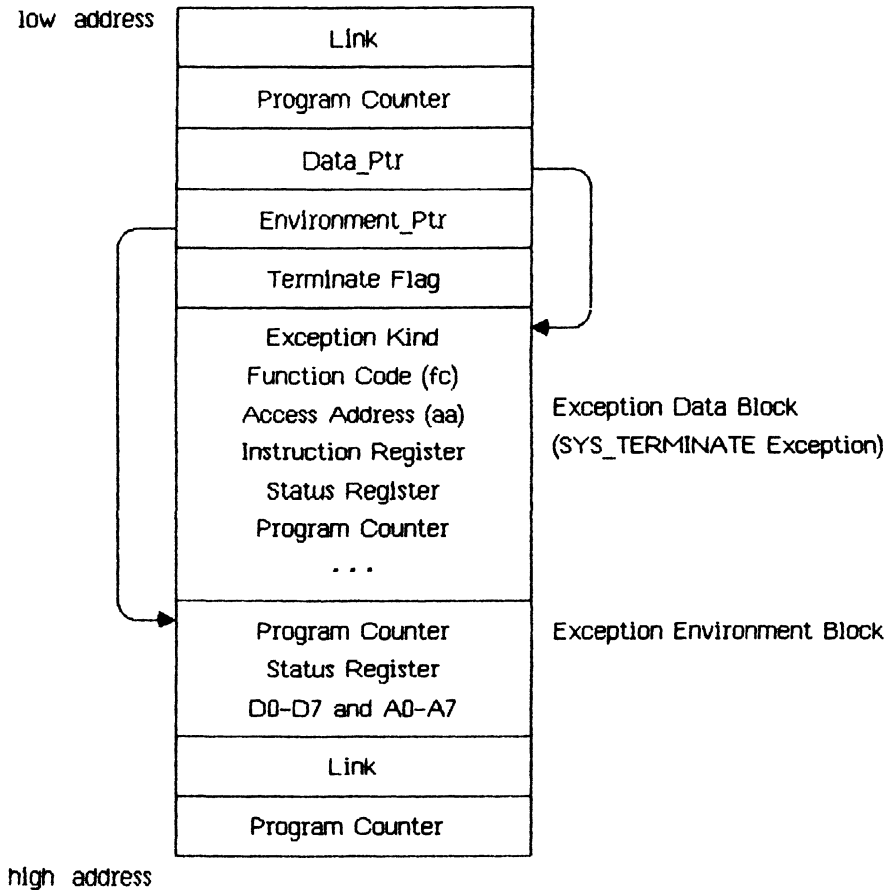 low address
Link
Program Counter
Data_Ptr
Environment_Ptr
Terminate Flag
Exception Kind
Function Code (fc)
Access Address (aa)
Instruction Register
Status Register
Program Counter
. . .
Exception Data Block
(SYS_TERMINATE Exception)
Program Counter
Status Register
D0-D7 and A0-A7
Exception Environment Block
Link
Program Counter
high address